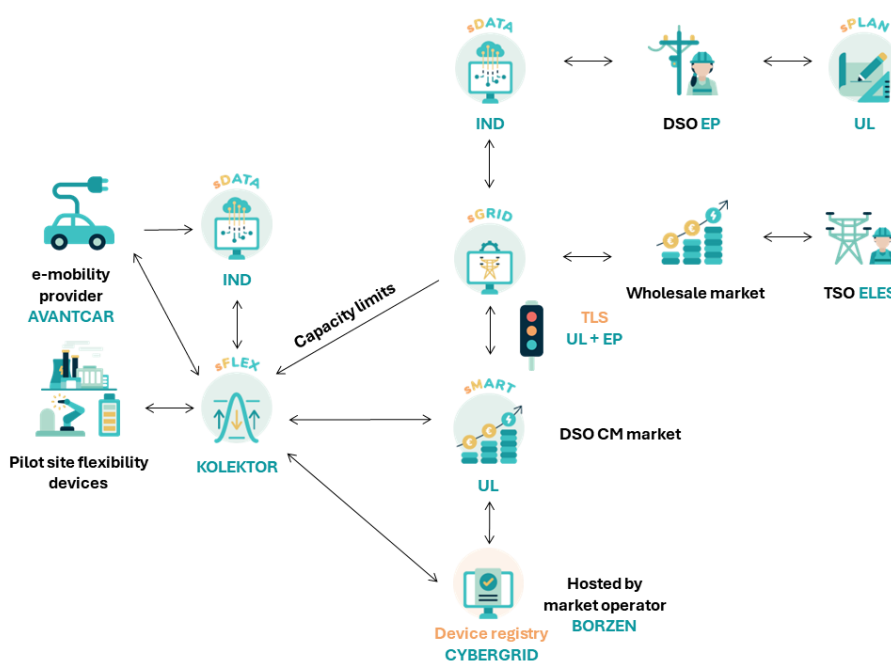 sDATA
IND
DSO EP
sPLAN
UL
sDATA
IND
e-mobility
provider
AVANTCAR
sGRID
Wholesale market
TSO ELES
Capacity limits
TLS
UL + EP
sFLEX
KOLEKTOR
Pilot site flexibility
devices
sMART
UL
DSO CM market
Device registry
CYBERGRID
Hosted by
market operator
BORZEN